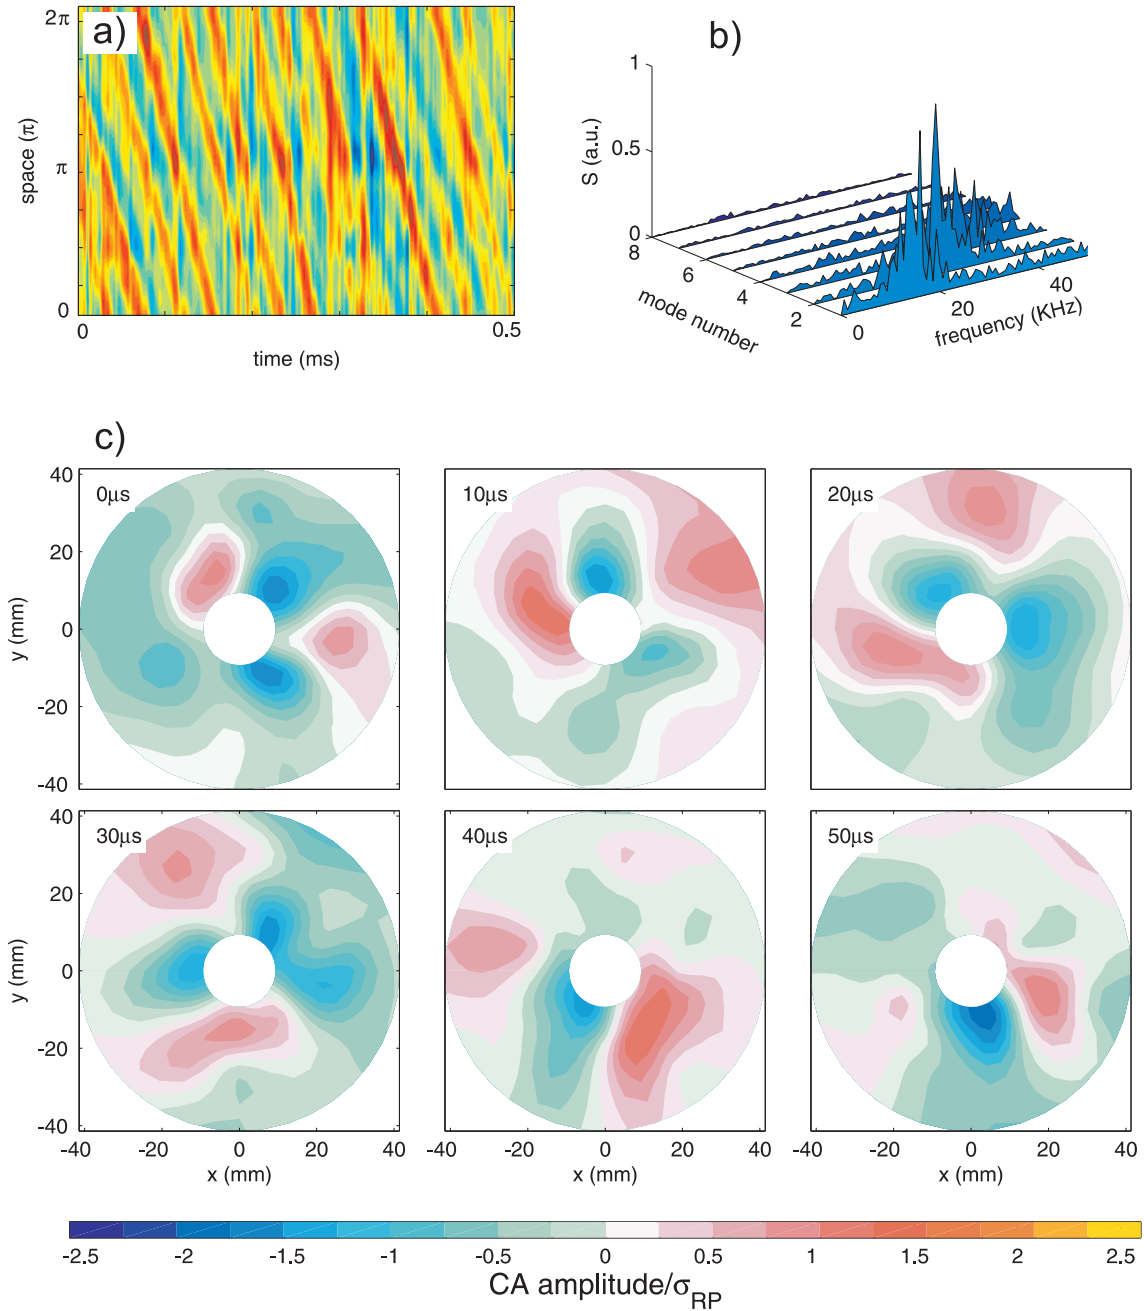 a)
2π
π
0
space (π)
0
0.5
time (ms)
b)
1
0.5
0
S (a.u.)
8
6
4
2
mode number
0
20
40
frequency (KHz)
c)
0μs
10μs
20μs
40
20
0
-20
-40
y (mm)
30μs
40μs
50μs
40
20
0
-20
-40
y (mm)
-40 -20 0 20 40
-40 -20 0 20 40
-40 -20 0 20 40
x (mm)
x (mm)
x (mm)
-2.5 -2 -1.5 -1 -0.5 0 0.5 1 1.5 2 2.5
CA amplitude/σRP